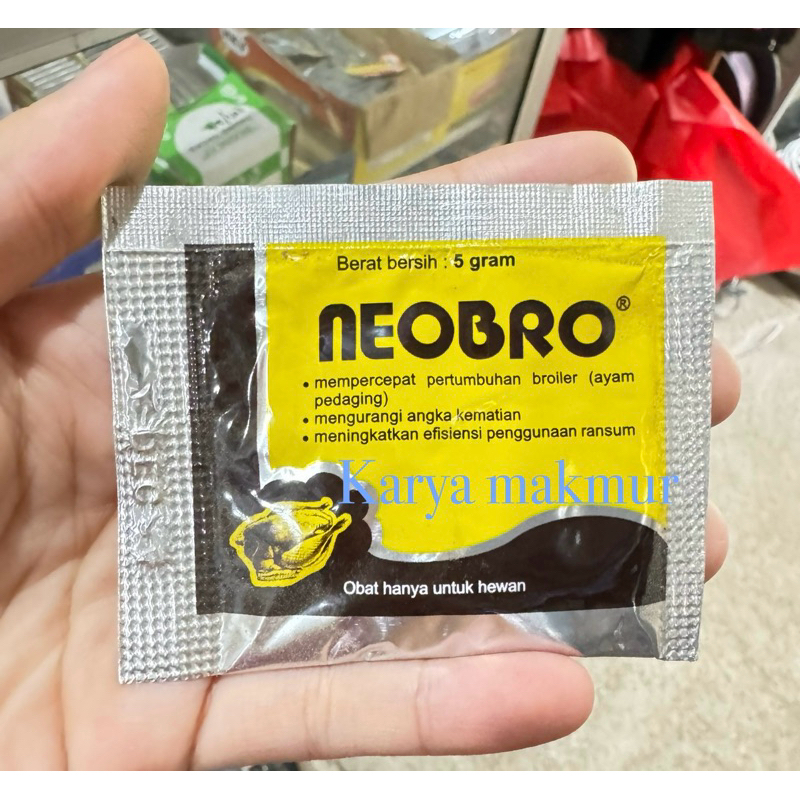 Berat bersih : 5 gram
NEOBRO®
• mempercepat pertumbuhan broiler (ayam
pedaging)
• mengurangi angka kematian
• meningkatkan efisiensi penggunaan ransum
Karya makmur
Obat hanya untuk hewan